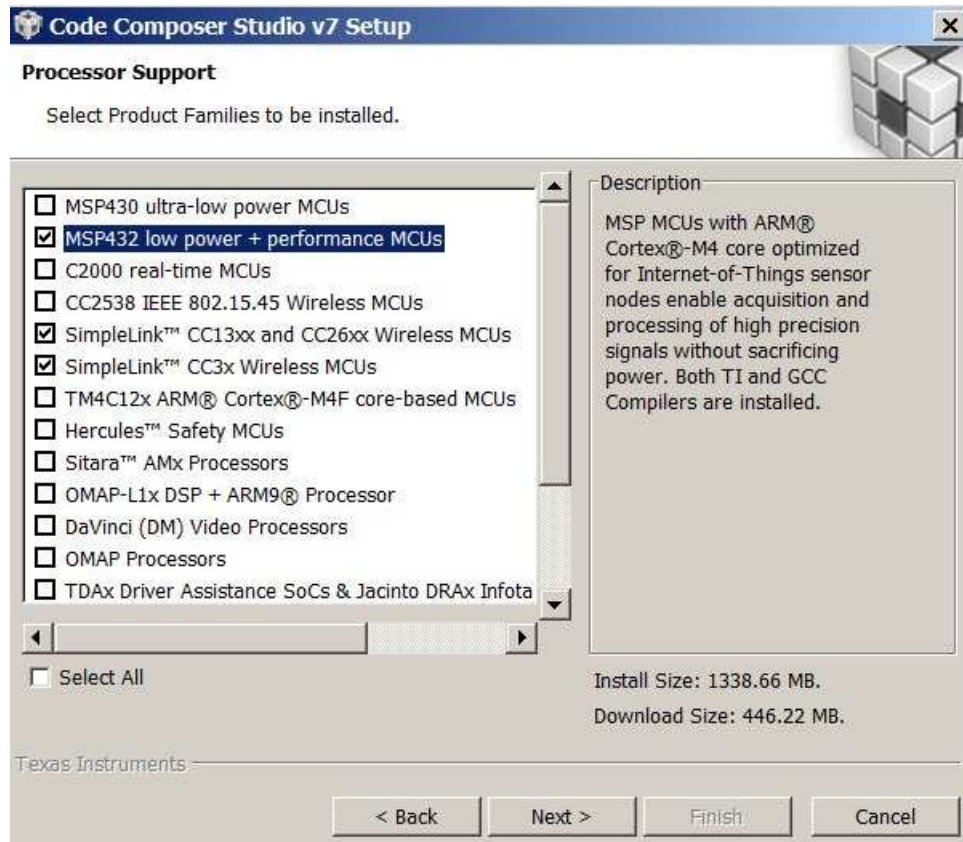 Code Composer Studio v7 Setup
Processor Support
Select Product Families to be installed.
MSP430 ultra-low power MCUs
MSP432 low power + performance MCUs
C2000 real-time MCUs
CC2538 IEEE 802.15.45 Wireless MCUs
SimpleLink™ CC13xx and CC26xx Wireless MCUs
SimpleLink™ CC3x Wireless MCUs
TM4C12x ARM® Cortex®-M4F core-based MCUs
Hercules™ Safety MCUs
Sitara™ AMx Processors
OMAP-L1x DSP + ARM9® Processor
DaVinci (DM) Video Processors
OMAP Processors
TDAx Driver Assistance SoCs & Jacinto DRAx Infota
Select All
Description
MSP MCUs with ARM®
Cortex®-M4 core optimized
for Internet-of-Things sensor
nodes enable acquisition and
processing of high precision
signals without sacrificing
power. Both TI and GCC
Compilers are installed.
Install Size: 1338.66 MB.
Download Size: 446.22 MB.
Texas Instruments
< Back
Next >
Finish
Cancel